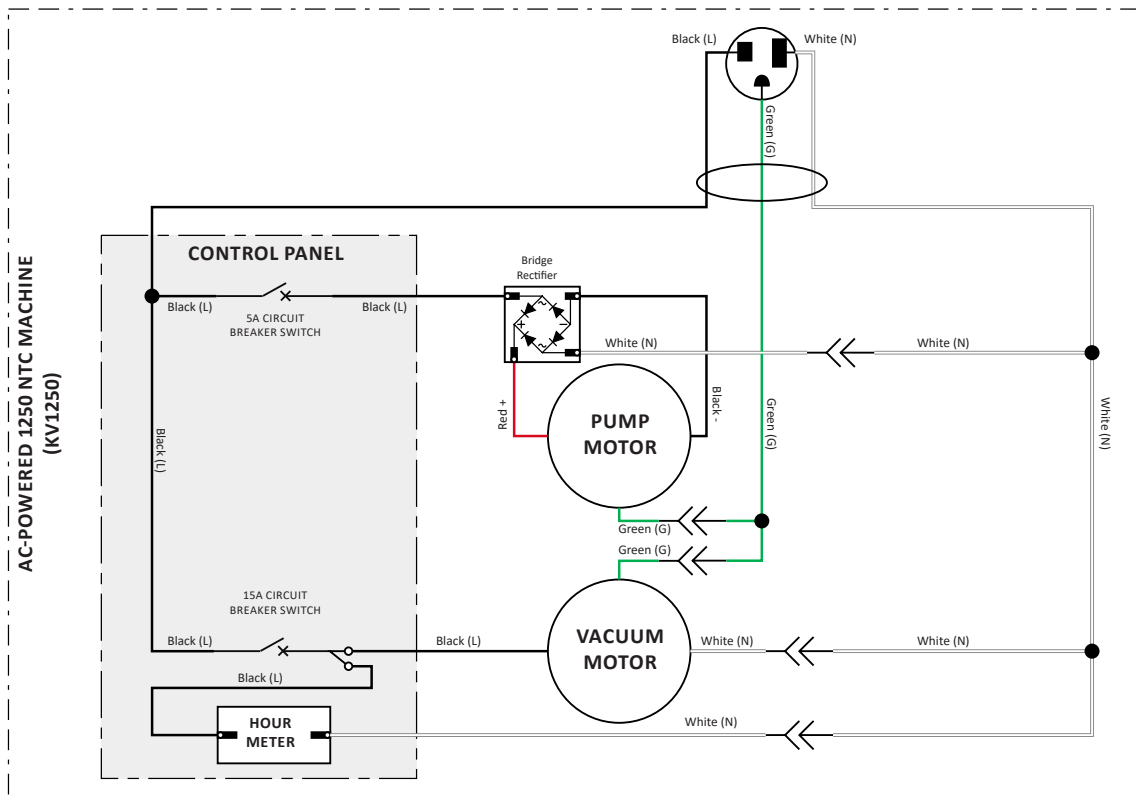 Black (L)
White (N)
Green (G)
AC-POWERED 1250 NTC MACHINE
(KV1250)
CONTROL PANEL
Bridge
Rectifier
Black (L)
Black (L)
5A CIRCUIT
BREAKER SWITCH
~
+
–
~
White (N)
White (N)
Red +
Black -
PUMP
MOTOR
Green (G)
White (N)
Black (L)
Green (G)
Green (G)
15A CIRCUIT
BREAKER SWITCH
Black (L)
Black (L)
VACUUM
MOTOR
White (N)
White (N)
Black (L)
HOUR
METER
White (N)